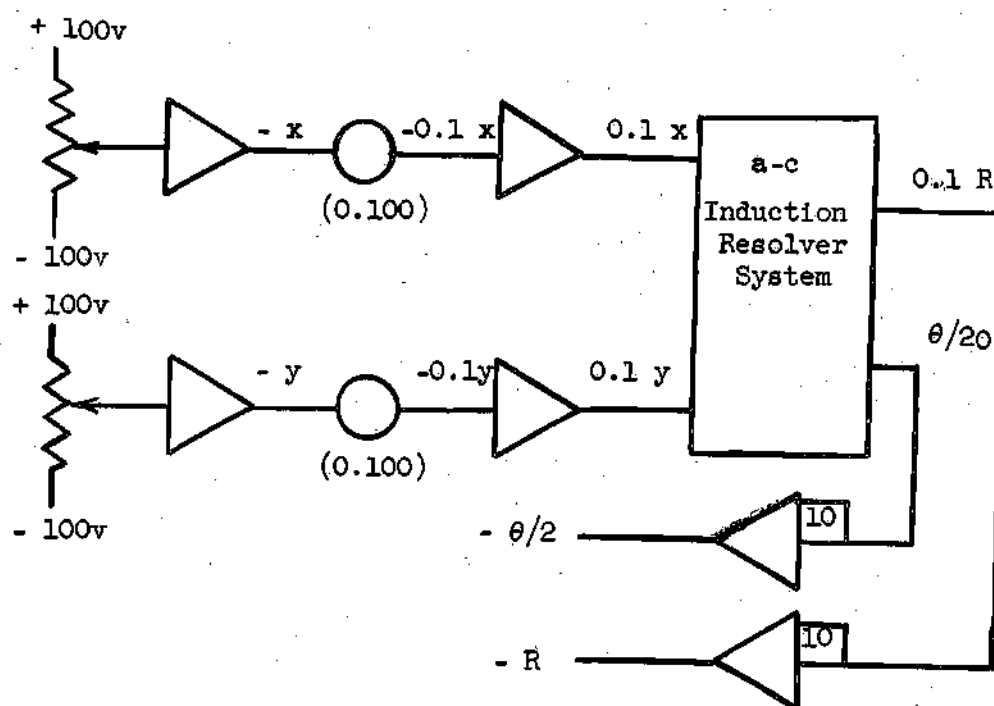 + 100v
- x
-0.1 x
0.1 x
(0.100)
- 100v
a-c
Induction
Resolver
System
0.1 R
+ 100v
θ/20
- y
-0.1y
0.1 y
(0.100)
- 100v
10
- θ/2
10
- R